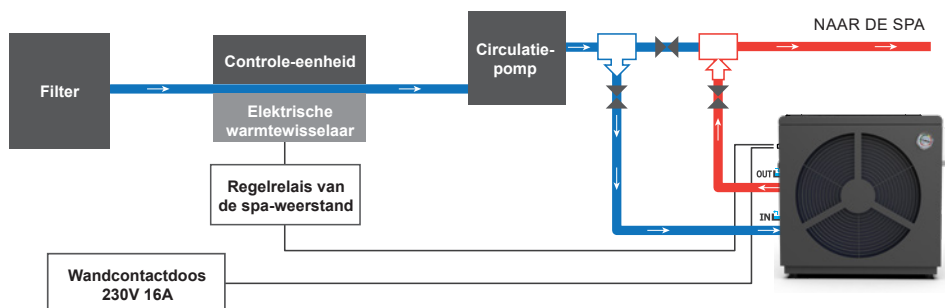 NAAR DE SPA
Filter
Controle-eenheid
Elektrische
warmtewisselaar
Circulatie-
pomp
Regelrelais van
de spa-weerstand
OUT
IN
Wandcontactdoos
230V 16A